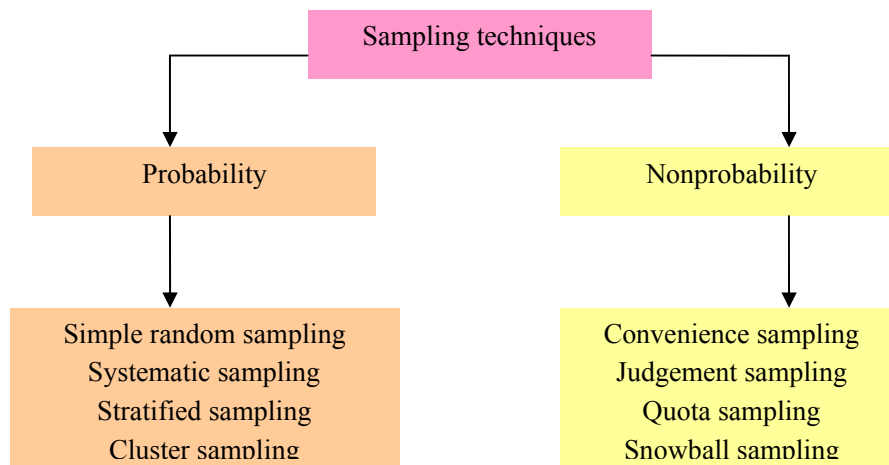 Sampling techniques
Probability
Nonprobability
Simple random sampling
Systematic sampling
Stratified sampling
Cluster sampling
Convenience sampling
Judgement sampling
Quota sampling
Snowball sampling